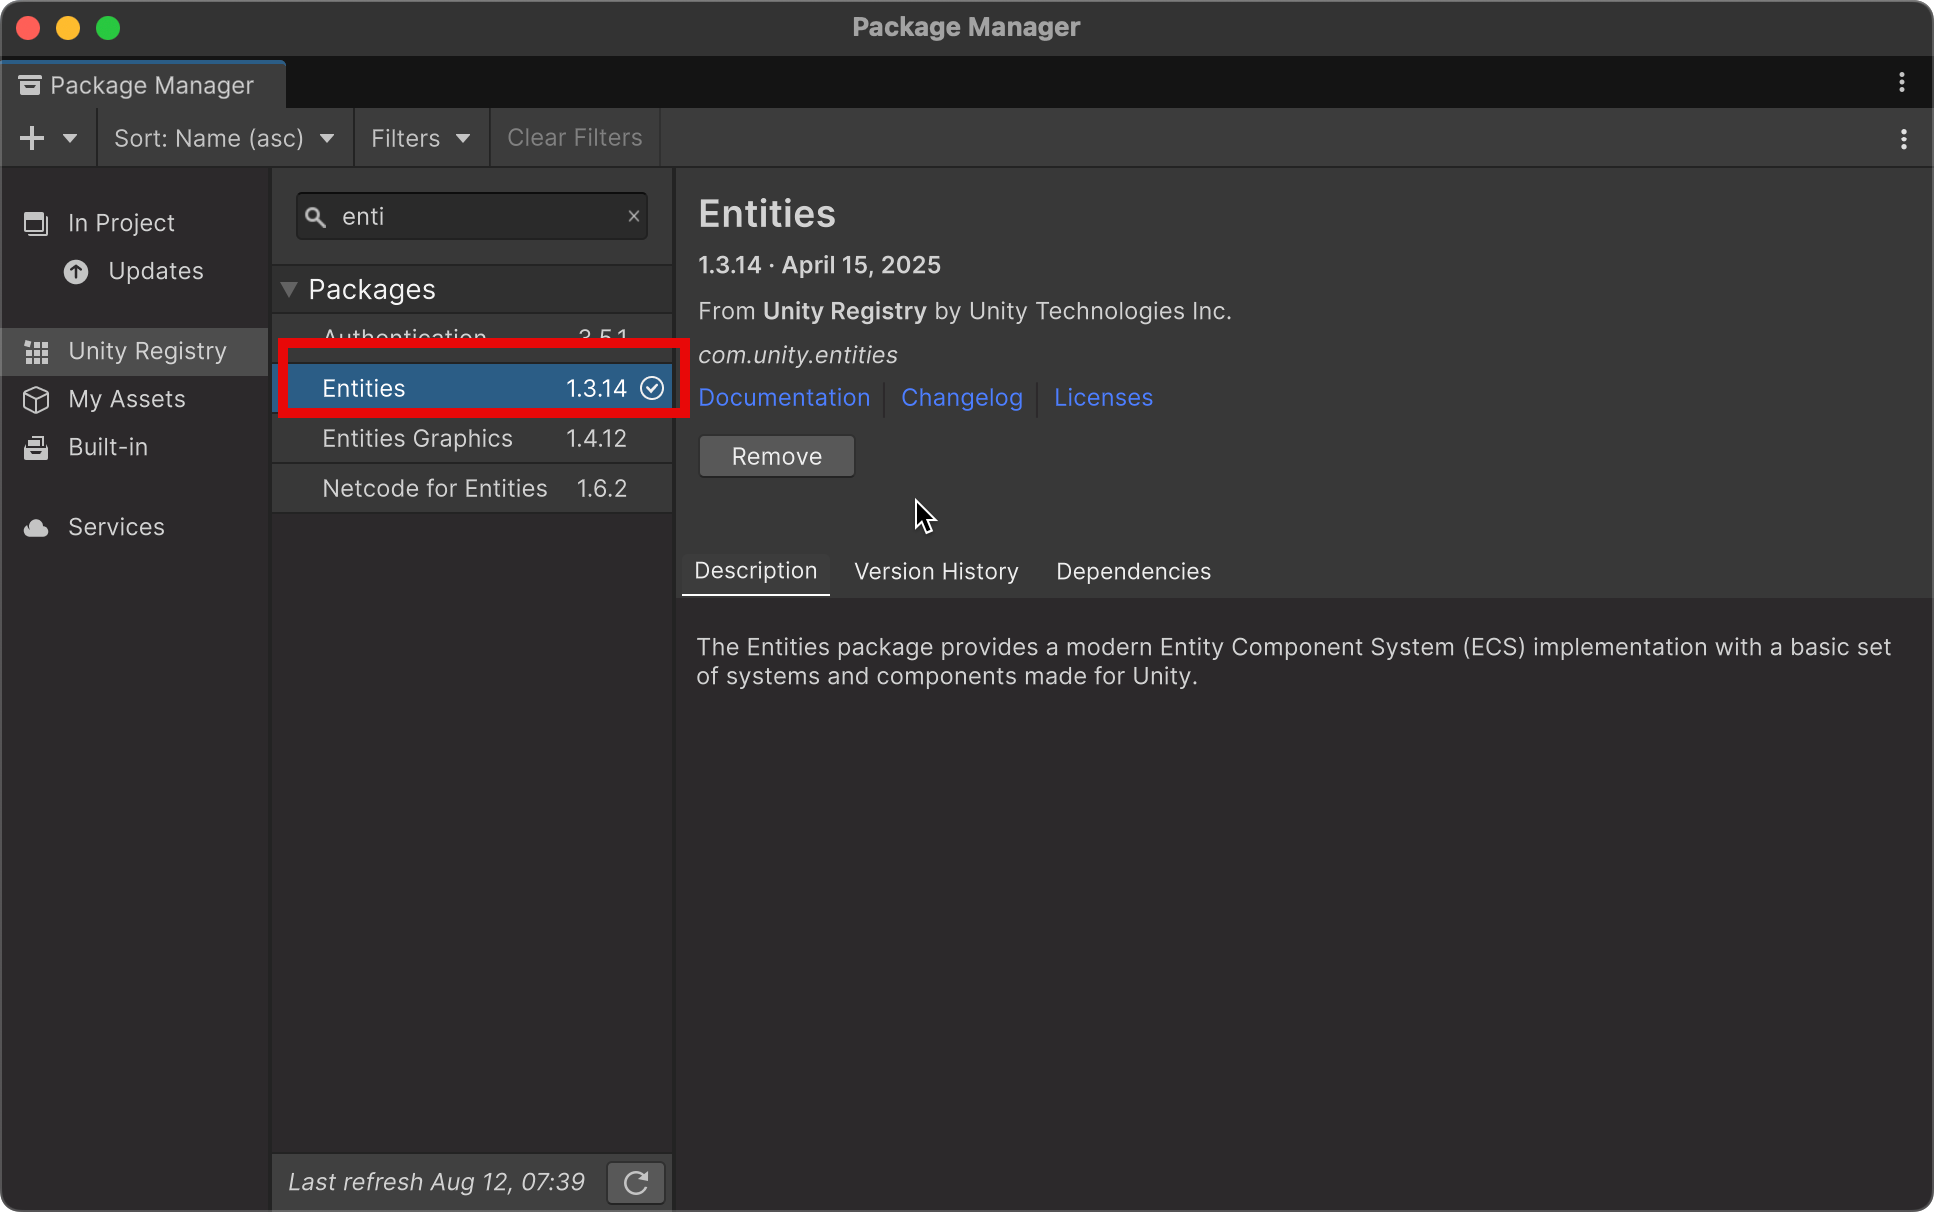 Package Manager
Package Manager
Sort: Name (asc)
Filters
Clear Filters
In Project
Updates
Unity Registry
My Assets
Built-in
Services
enti
Packages
Authentication 3.5.1
Entities 1.3.14
Entities Graphics 1.4.12
Netcode for Entities 1.6.2
Last refresh Aug 12, 07:39
Entities
1.3.14 · April 15, 2025
From Unity Registry by Unity Technologies Inc.
com.unity.entities
Documentation Changelog Licenses
Remove
Description Version History Dependencies
The Entities package provides a modern Entity Component System (ECS) implementation with a basic set
of systems and components made for Unity.